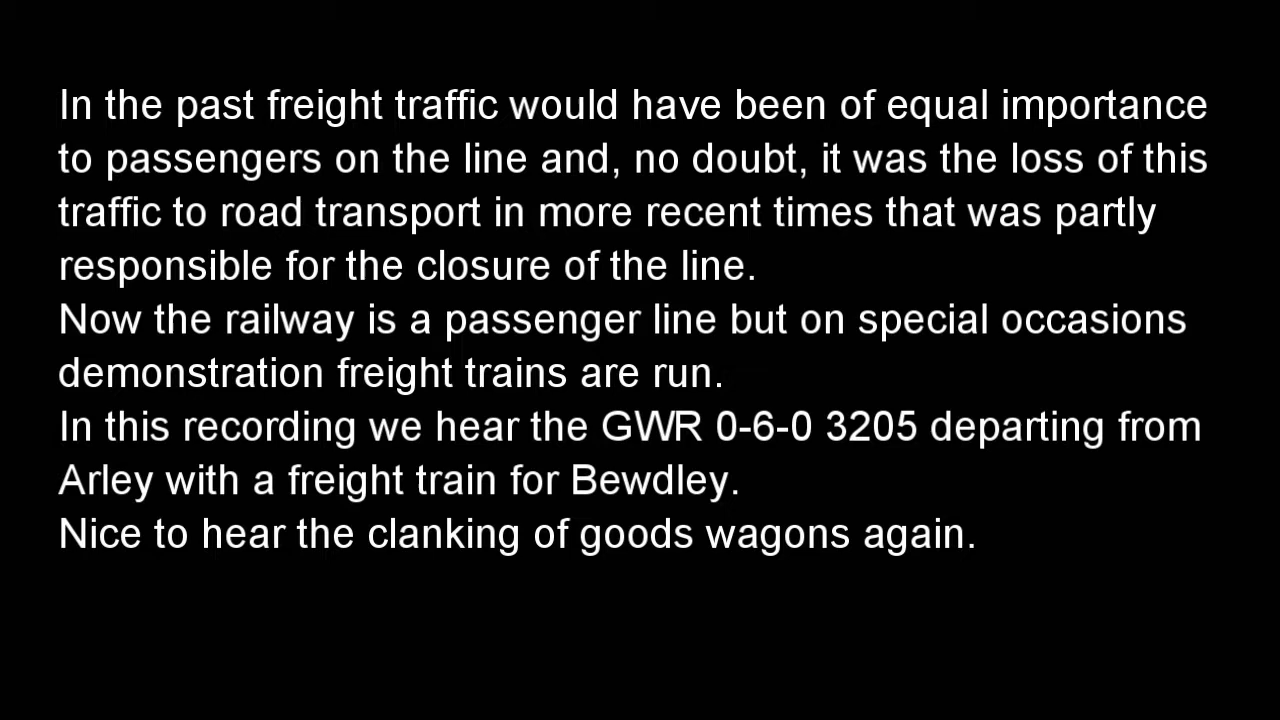 In the past freight traffic would have been of equal importance
to passengers on the line and, no doubt, it was the loss of this
traffic to road transport in more recent times that was partly
responsible for the closure of the line.
Now the railway is a passenger line but on special occasions
demonstration freight trains are run.
In this recording we hear the GWR 0-6-0 3205 departing from
Arley with a freight train for Bewdley.
Nice to hear the clanking of goods wagons again.